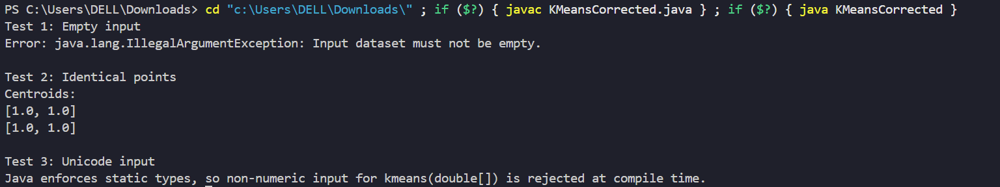 PS C:\Users\DELL\Downloads> cd "c:\Users\DELL\Downloads\" ; if ($?) { javac KMeansCorrected.java } ; if ($?) { java KMeansCorrected }
Test 1: Empty input
Error: java.lang.IllegalArgumentException: Input dataset must not be empty.

Test 2: Identical points
Centroids:
[1.0, 1.0]
[1.0, 1.0]

Test 3: Unicode input
Java enforces static types, so non-numeric input for kmeans(double[]) is rejected at compile time.